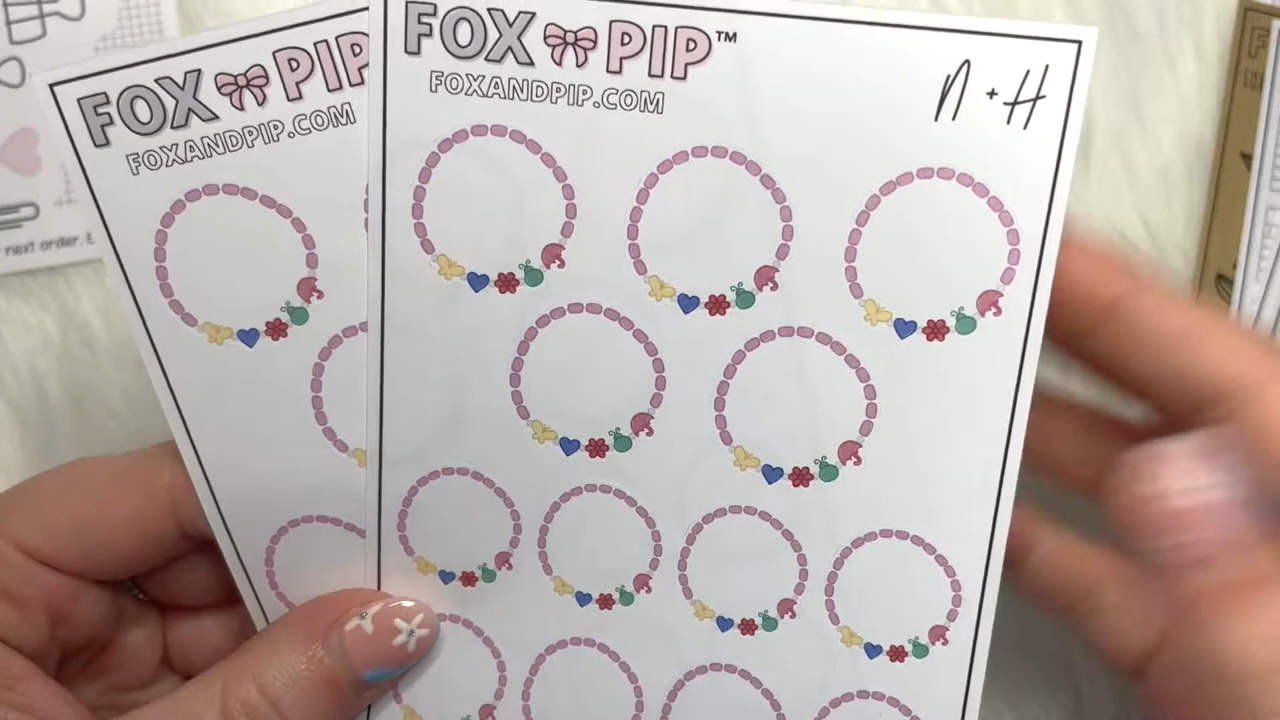 FOX PIP
FOXANDPIP.COM
FOX PIP™
FOXANDPIP.COM
n + H
next order.